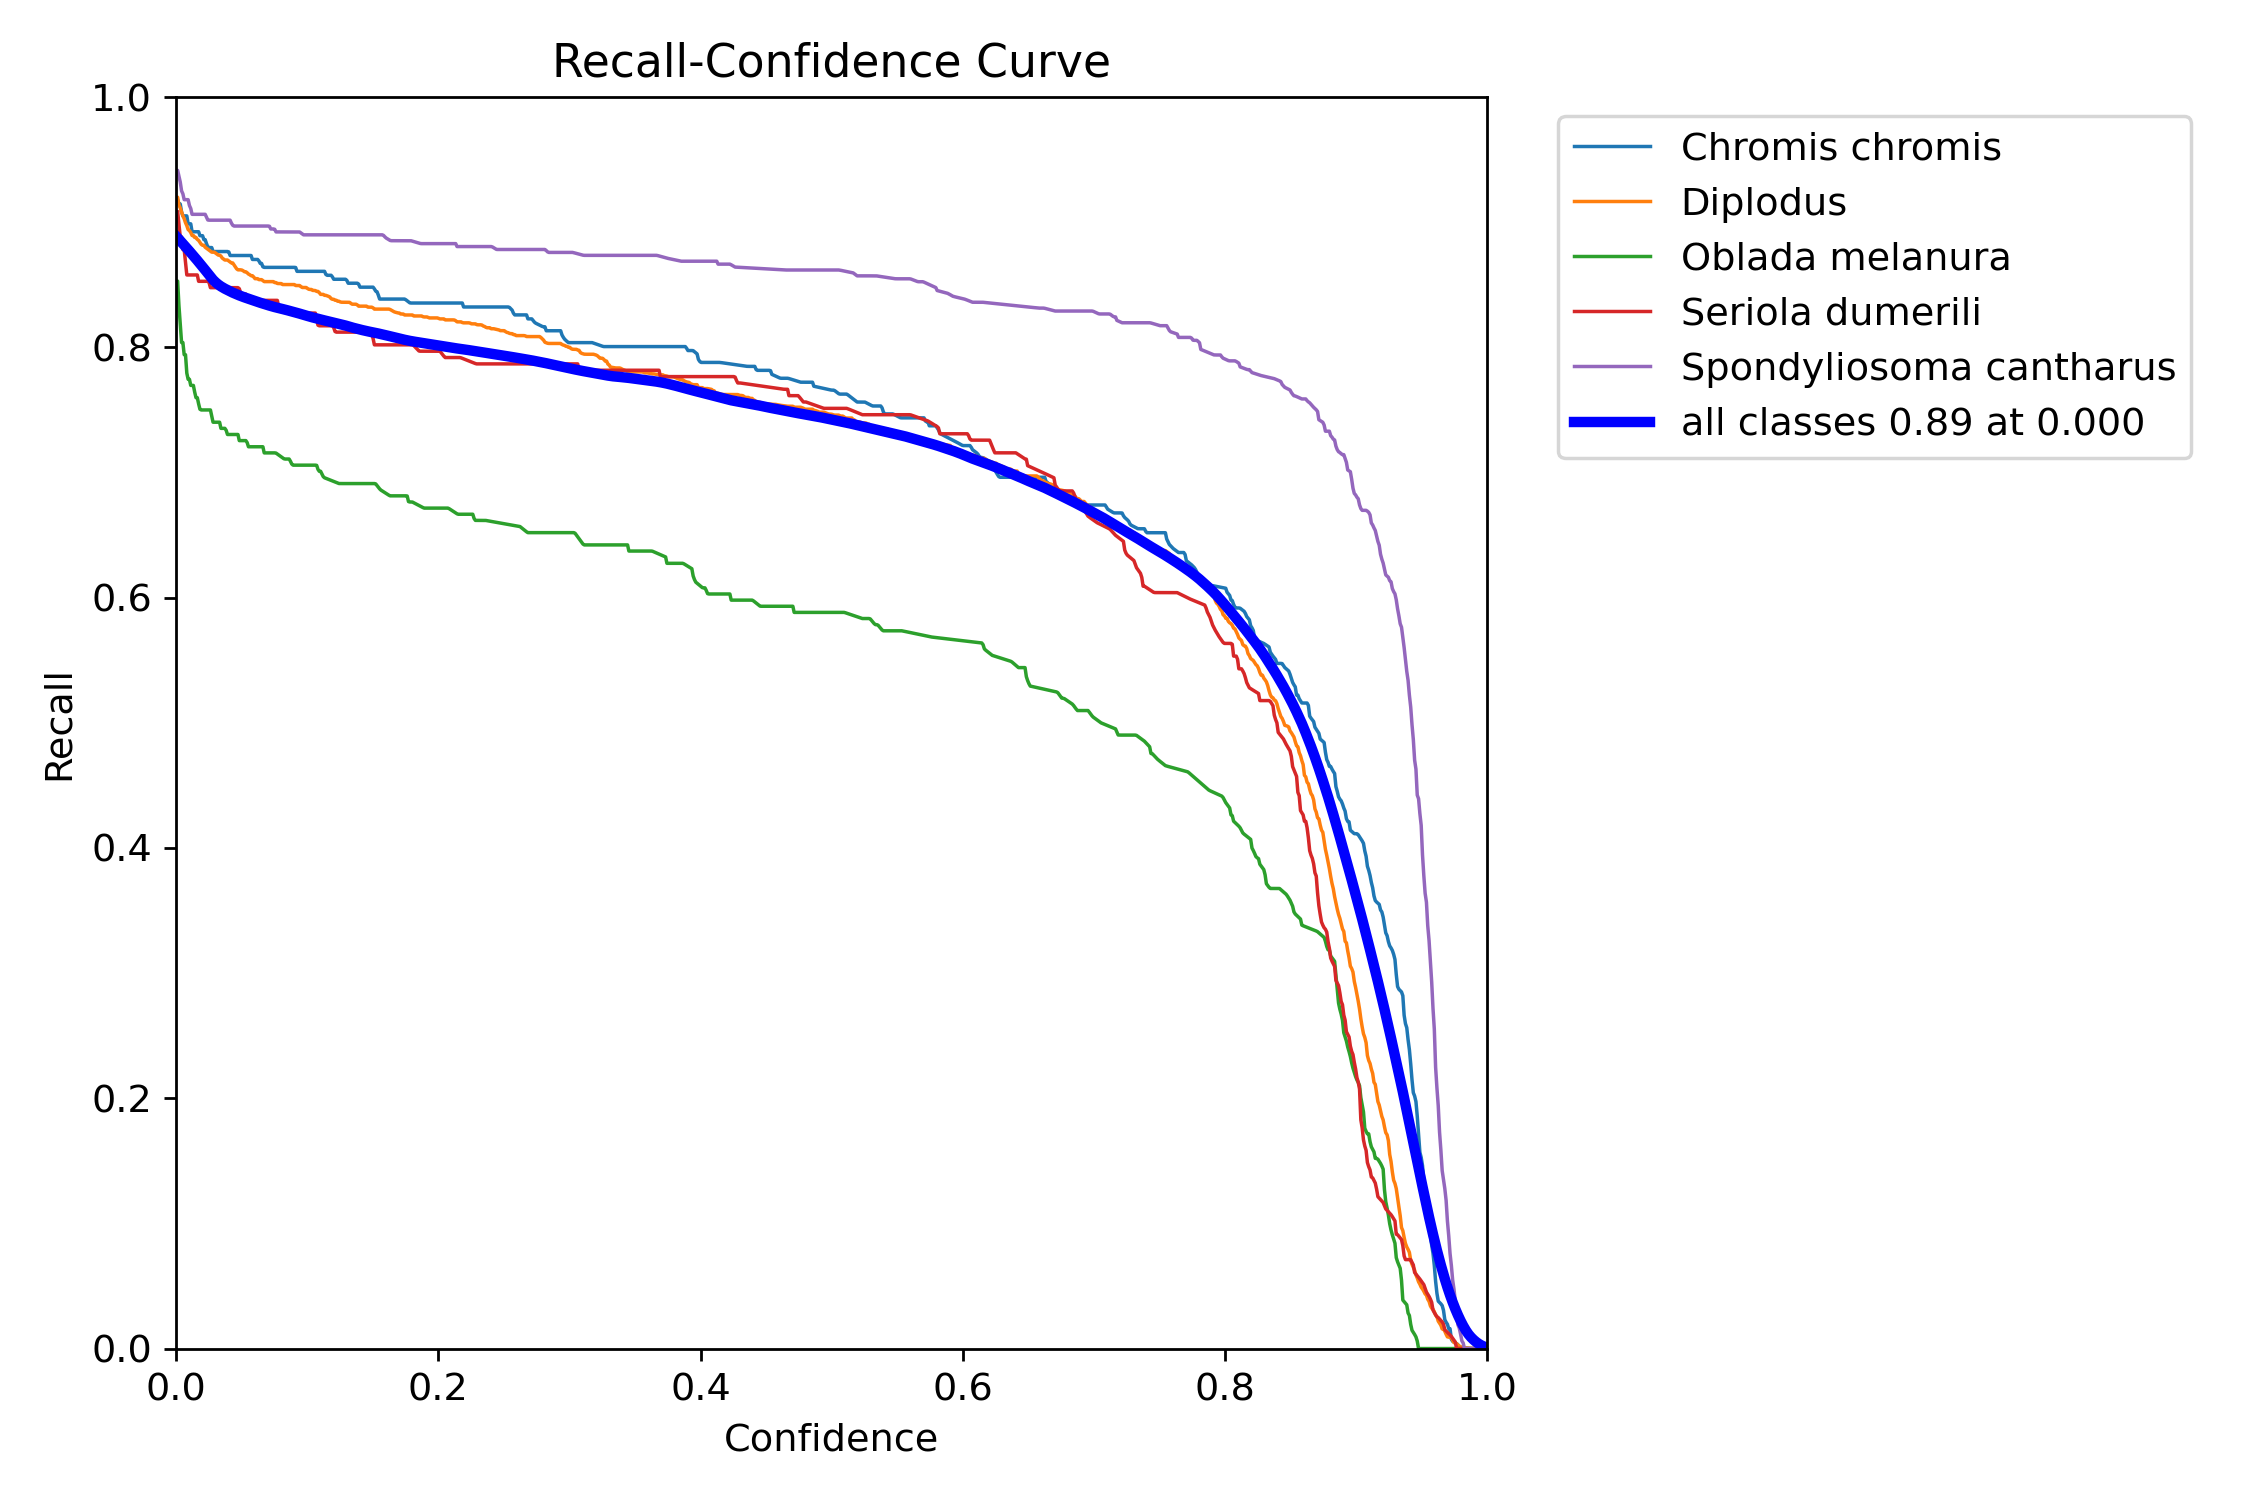 Recall-Confidence Curve
1.0
0.8
0.6
0.4
0.2
0.0
Recall
0.0 0.2 0.4 0.6 0.8 1.0
Confidence
Chromis chromis
Diplodus
Oblada melanura
Seriola dumerili
Spondyliosoma cantharus
all classes 0.89 at 0.000